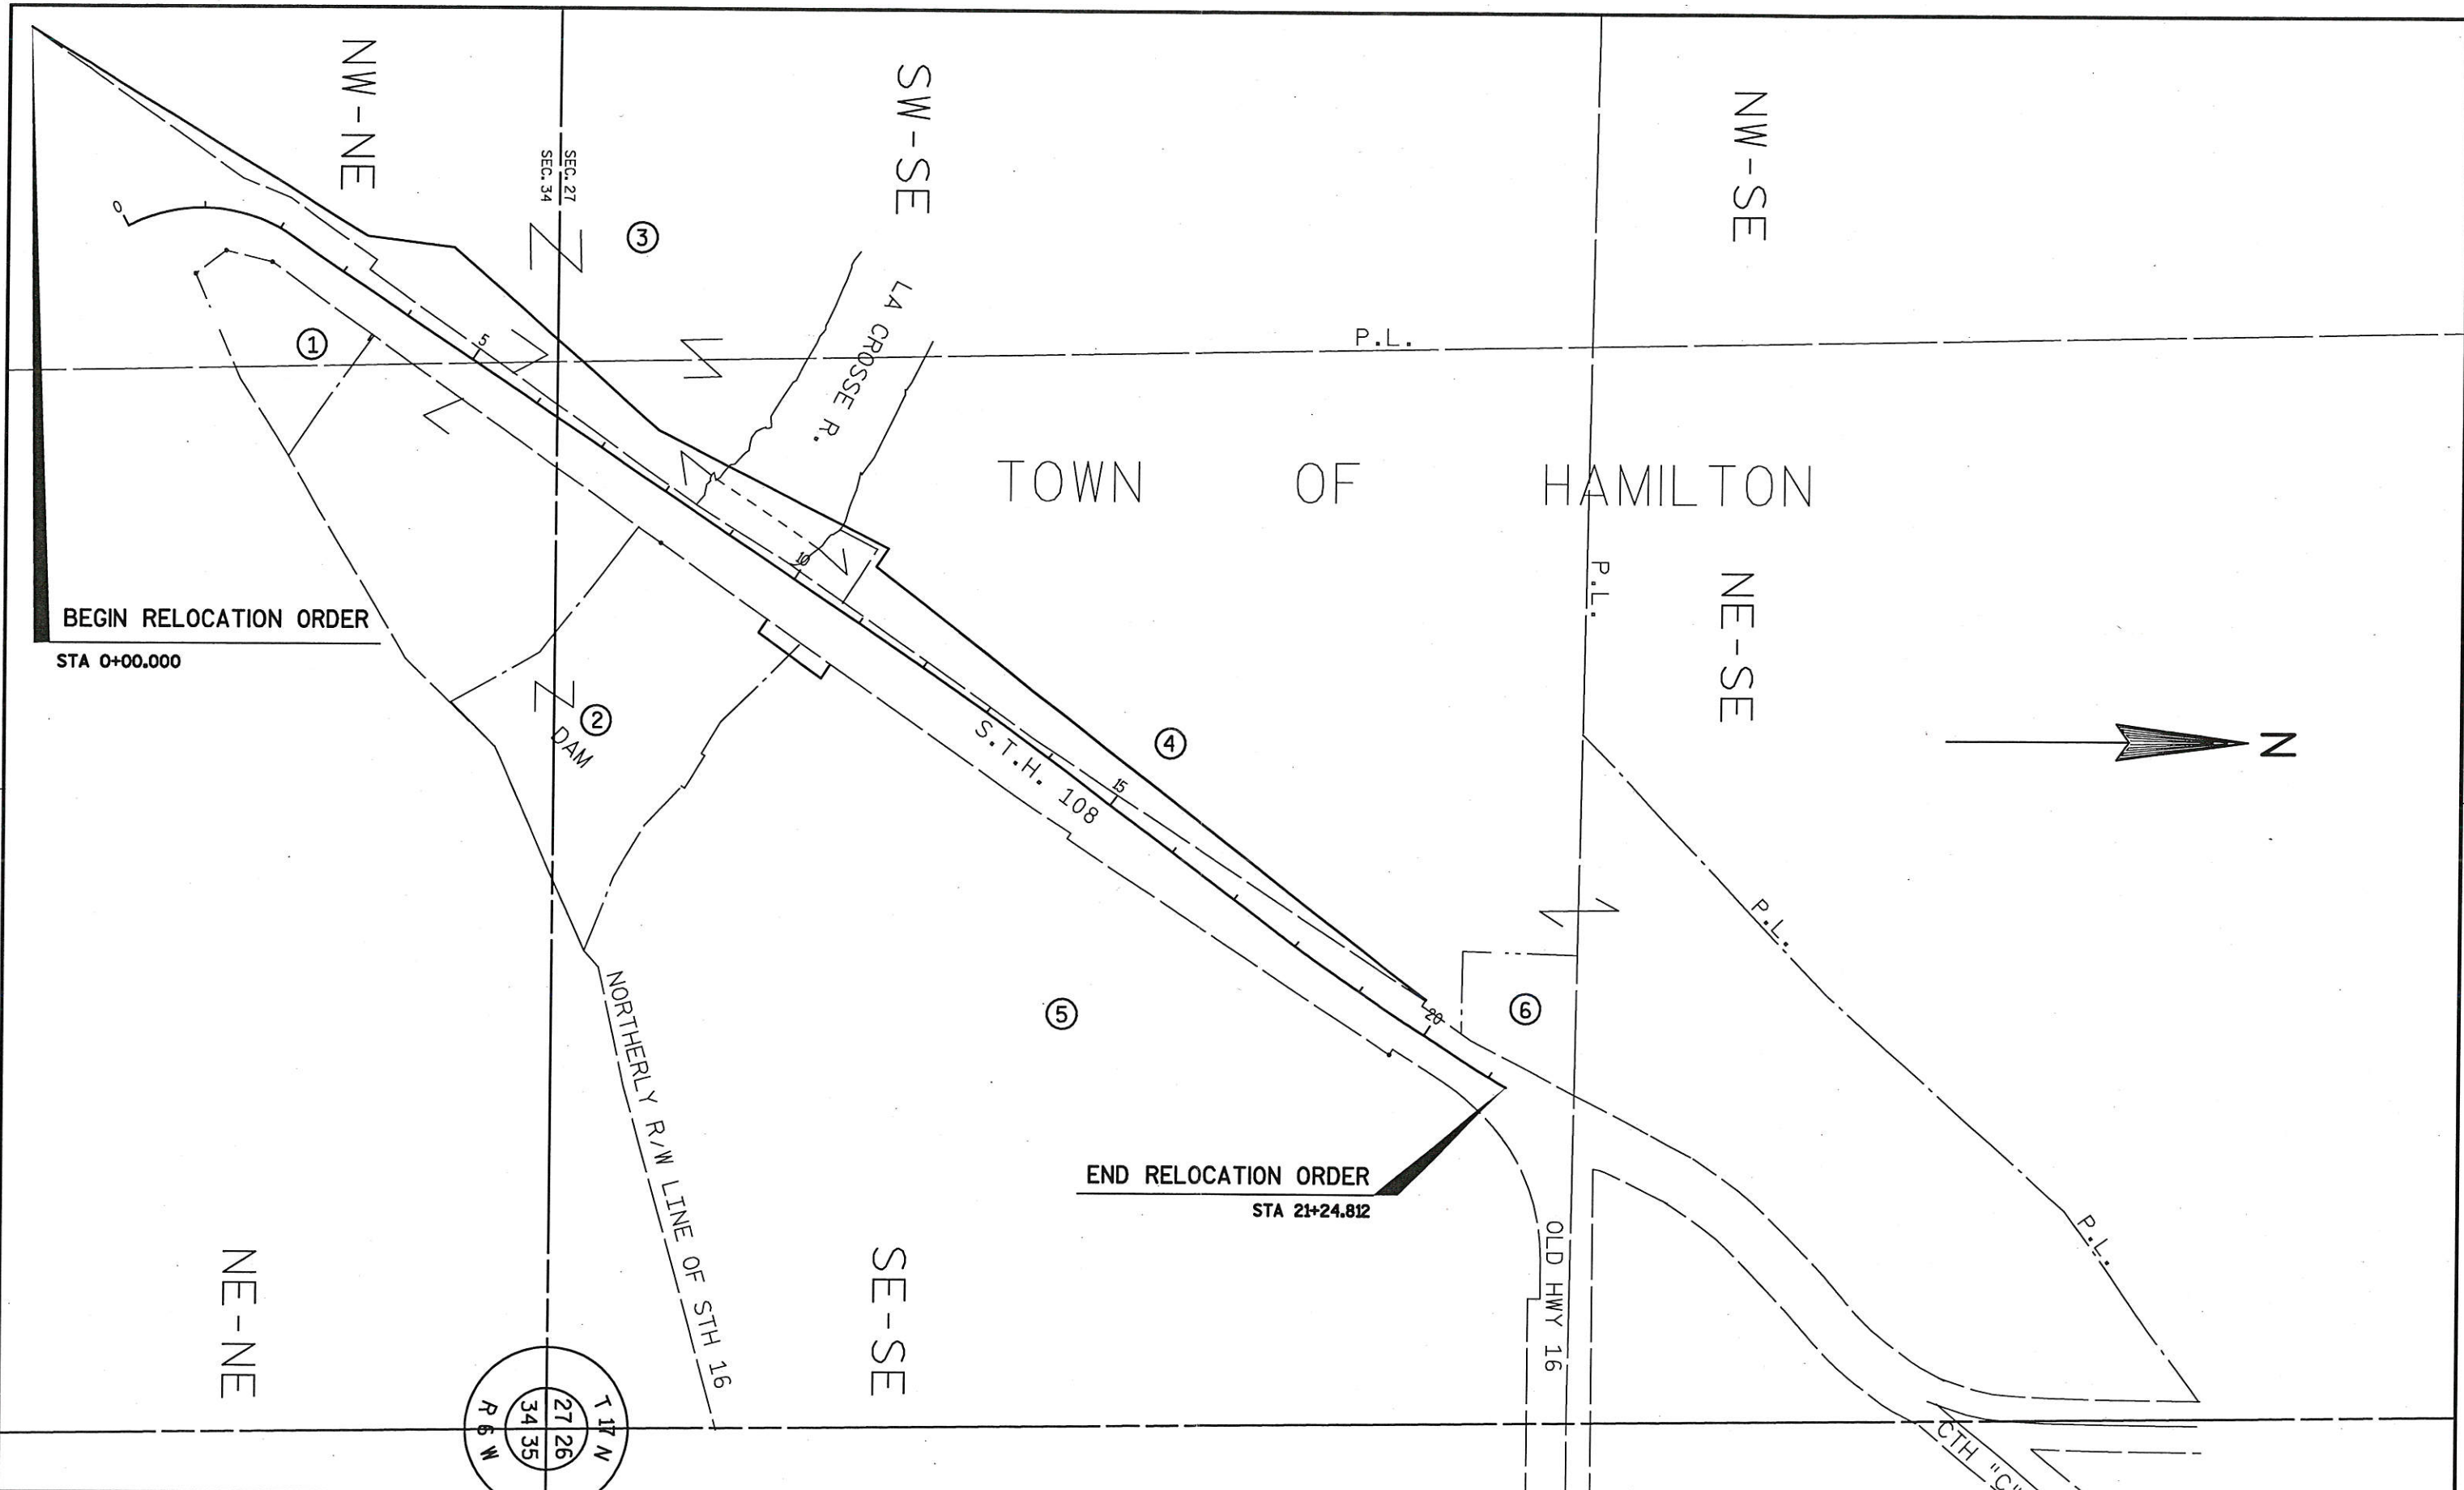 NW-NE
SW-SE
NW-SE
SEC. 27
SEC. 34
3
LA CROSSE R.
P.L.
0
1
5
TOWN OF HAMILTON
10
P.L.
NE-SE
BEGIN RELOCATION ORDER
STA 0+00.000
2
DAM
4
S.T.H. 108
15
N
P.L.
5
6
20
NORTHERLY R/W LINE OF STH 16
END RELOCATION ORDER
STA 21+24.812
OLD HWY 16
P.L.
NE-NE
SE-SE
T 17 N
27 26
34 35
R 6 W
CTH "C"